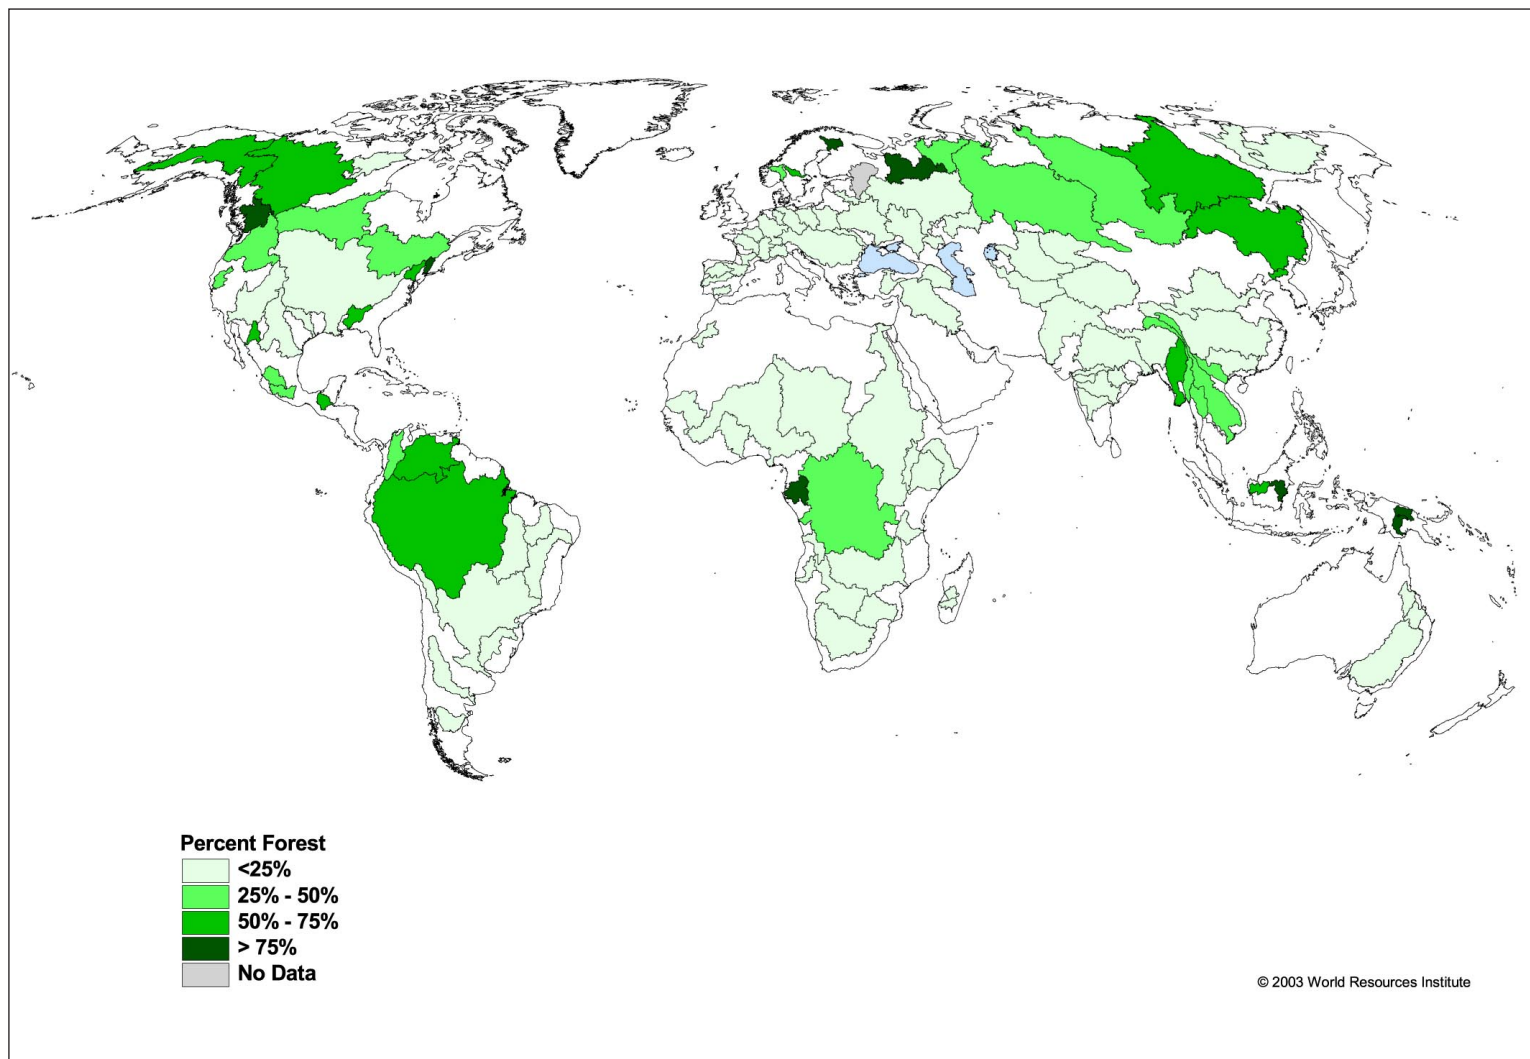 Percent Forest
<25%
25% - 50%
50% - 75%
> 75%
No Data
© 2003 World Resources Institute